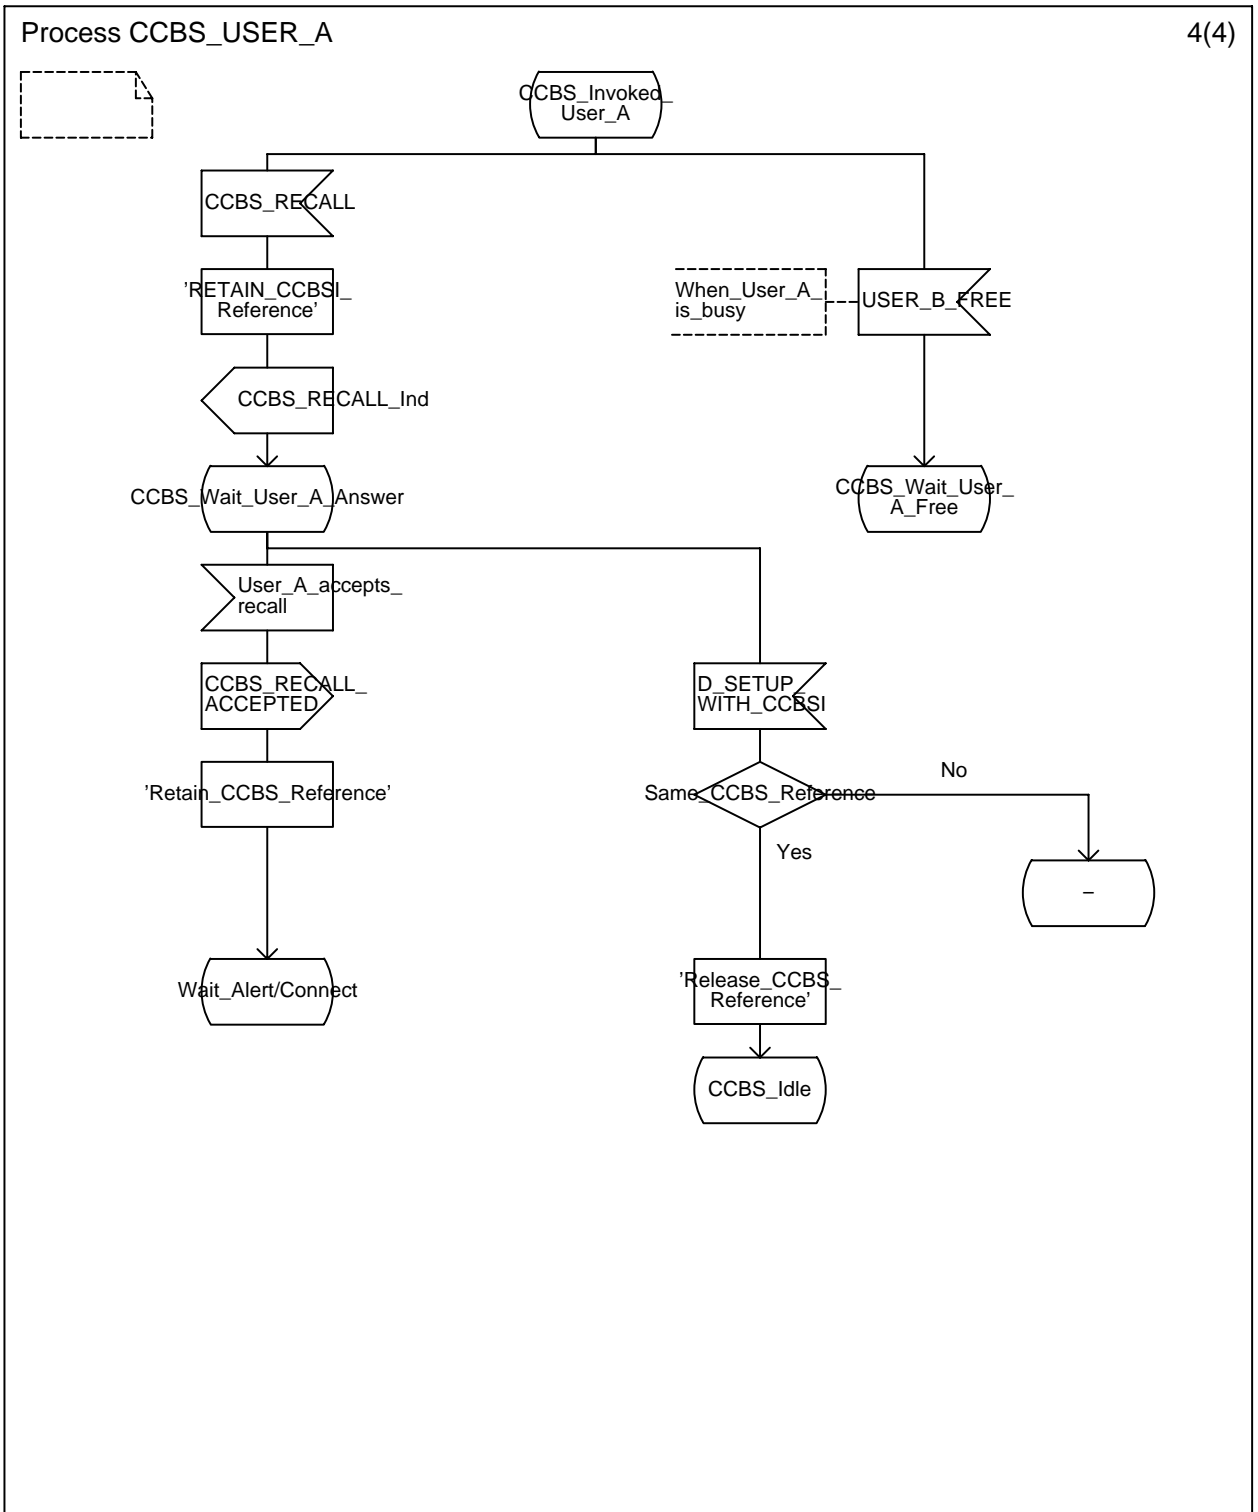 Process CCBS_USER_A
4(4)
CCBS_Invoked_
User_A
CCBS_RECALL
'RETAIN_CCBSI_
Reference'
When_User_A_
is_busy
USER_B_FREE
CCBS_RECALL_Ind
CCBS_Wait_User_A_Answer
CCBS_Wait_User_
A_Free
User_A_accepts_
recall
CCBS_RECALL_
ACCEPTED
D_SETUP_
WITH_CCBSI
'Retain_CCBS_Reference'
Same_CCBS_Reference
No
Yes
–
Wait_Alert/Connect
'Release_CCBS_
Reference'
CCBS_Idle